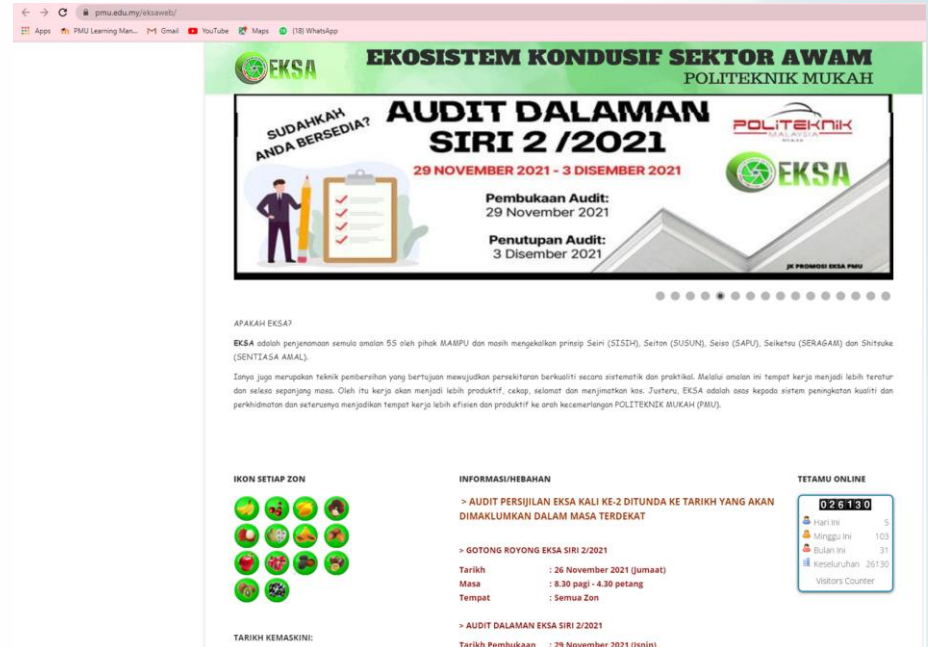 pmu.edu.my/eksaweb/
Apps PMU Learning Man... Gmail YouTube Maps (18) WhatsApp
EKSA
EKOSISTEM KONDUSIF SEKTOR AWAM
POLITEKNIK MUKAH
SUDAHKAH
ANDA BERSEDIA?
AUDIT DALAMAN
SIRI 2 /2021
29 NOVEMBER 2021 - 3 DISEMBER 2021
Pembukaan Audit:
29 November 2021
Penutupan Audit:
3 Disember 2021
POLITEKNIK
MALAYSIA
MUKAH
EKSA
JK PROMOSI EKSA PMU
APAKAH EKSA?
EKSA adalah penjenamaan semula amalan 5S oleh pihak MAMPU dan masih mengekalkan prinsip Seiri (SISIH), Seiton (SUSUN), Seiso (SAPU), Seiketsu (SERAGAM) dan Shitsuke
(SENTIASA AMAL).
Ianya juga merupakan teknik pembersihan yang bertujuan mewujudkan persekitaran berkualiti secara sistematik dan praktikal. Melalui amalan ini tempat kerja menjadi lebih teratur
dan selesa sepanjang masa. Oleh itu kerja akan menjadi lebih produktif, cekap, selamat dan menjimatkan kos. Justeru, EKSA adalah asas kepada sistem peningkatan kualiti dan
perkhidmatan dan seterusnya menjadikan tempat kerja lebih efisien dan produktif ke arah kecemerlangan POLITEKNIK MUKAH (PMU).
IKON SETIAP ZON
TARIKH KEMASKINI:
INFORMASI/HEBAHAN
> AUDIT PERSIJILAN EKSA KALI KE-2 DITUNDA KE TARIKH YANG AKAN
DIMAKLUMKAN DALAM MASA TERDEKAT
> GOTONG ROYONG EKSA SIRI 2/2021
Tarikh : 26 November 2021 (Jumaat)
Masa : 8.30 pagi - 4.30 petang
Tempat : Semua Zon
> AUDIT DALAMAN EKSA SIRI 2/2021
Tarikh Pembukaan : 29 November 2021 (Isnin)
TETAMU ONLINE
026130
Hari ini 5
Minggu ini 103
Bulan ini 31
Keseluruhan 26130
Visitors Counter